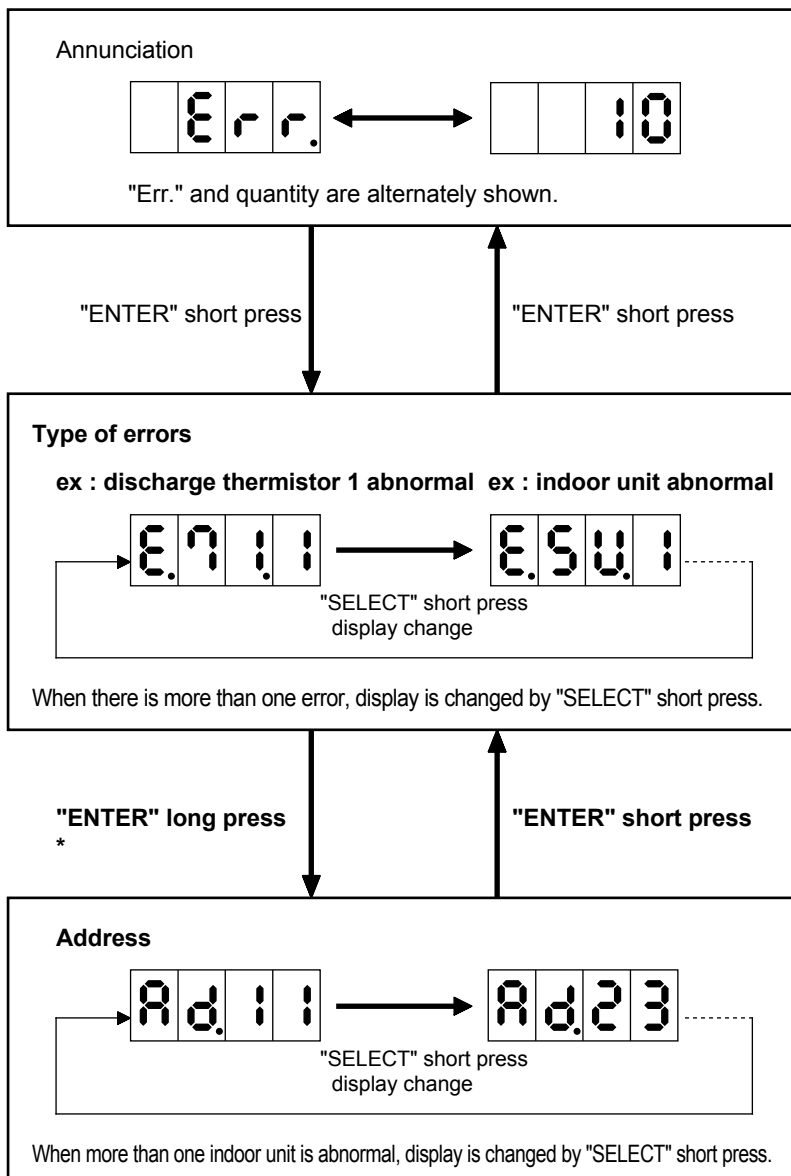 Annunciation
Err. 10
"Err." and quantity are alternately shown.
"ENTER" short press "ENTER" short press
Type of errors
ex : discharge thermistor 1 abnormal ex : indoor unit abnormal
E.71.1 E.5U.1
"SELECT" short press
display change
When there is more than one error, display is changed by "SELECT" short press.
"ENTER" long press "ENTER" short press
*
Address
Ad.11 Ad.23
"SELECT" short press
display change
When more than one indoor unit is abnormal, display is changed by "SELECT" short press.